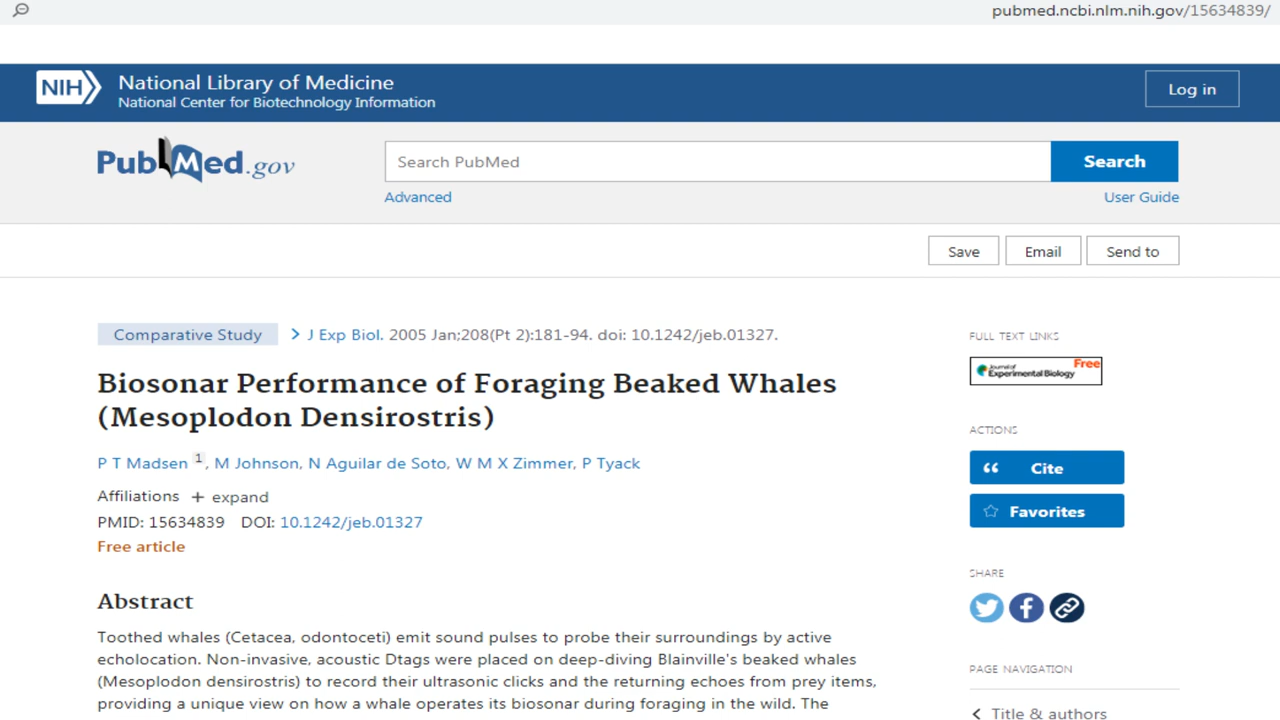 pubmed.ncbi.nlm.nih.gov/15634839/
NIH
National Library of Medicine
National Center for Biotechnology Information
Log in
PubMed.gov
Search PubMed
Search
Advanced
User Guide
Save
Email
Send to
Comparative Study
J Exp Biol. 2005 Jan;208(Pt 2):181-94. doi: 10.1242/jeb.01327.
Biosonar Performance of Foraging Beaked Whales
(Mesoplodon Densirostris)
P T Madsen 1, M Johnson, N Aguilar de Soto, W M X Zimmer, P Tyack
Affiliations + expand
PMID: 15634839 DOI: 10.1242/jeb.01327
Free article
Abstract
Toothed whales (Cetacea, odontoceti) emit sound pulses to probe their surroundings by active
echolocation. Non-invasive, acoustic Dtags were placed on deep-diving Blainville's beaked whales
(Mesoplodon densirostris) to record their ultrasonic clicks and the returning echoes from prey items,
providing a unique view on how a whale operates its biosonar during foraging in the wild. The
FULL TEXT LINKS
Free
Journal of
Experimental Biology
ACTIONS
Cite
Favorites
SHARE
PAGE NAVIGATION
Title & authors